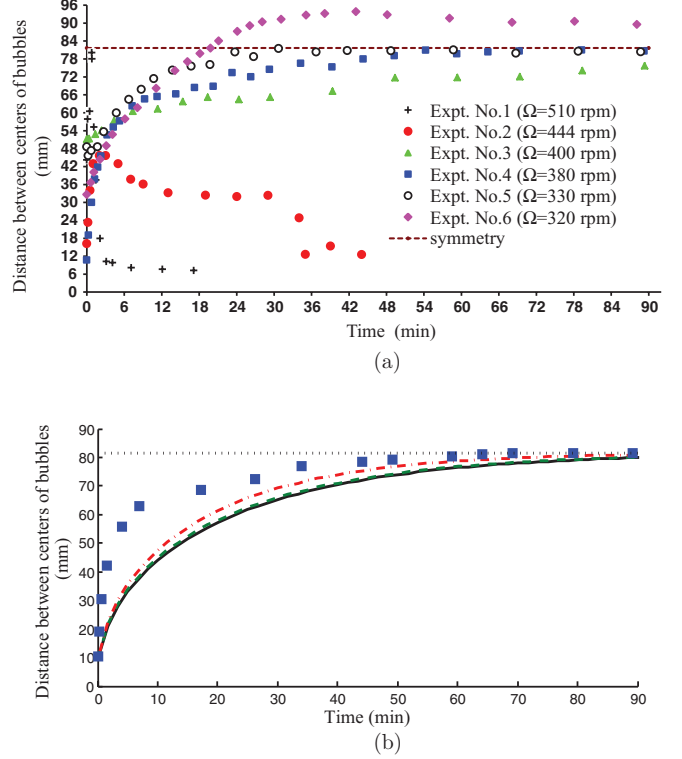 Distance between centers of bubbles
(mm)
96
90
84
78
72
66
60
54
48
42
36
30
24
18
12
6
0
Expt. No.1 (Ω=510 rpm)
Expt. No.2 (Ω=444 rpm)
Expt. No.3 (Ω=400 rpm)
Expt. No.4 (Ω=380 rpm)
Expt. No.5 (Ω=330 rpm)
Expt. No.6 (Ω=320 rpm)
symmetry
0 6 12 18 24 30 36 42 48 54 60 66 72 78 84 90
Time (min)
(a)
Distance between centers of bubbles
(mm)
90
80
70
60
50
40
30
20
10
0
0 10 20 30 40 50 60 70 80 90
Time (min)
(b)